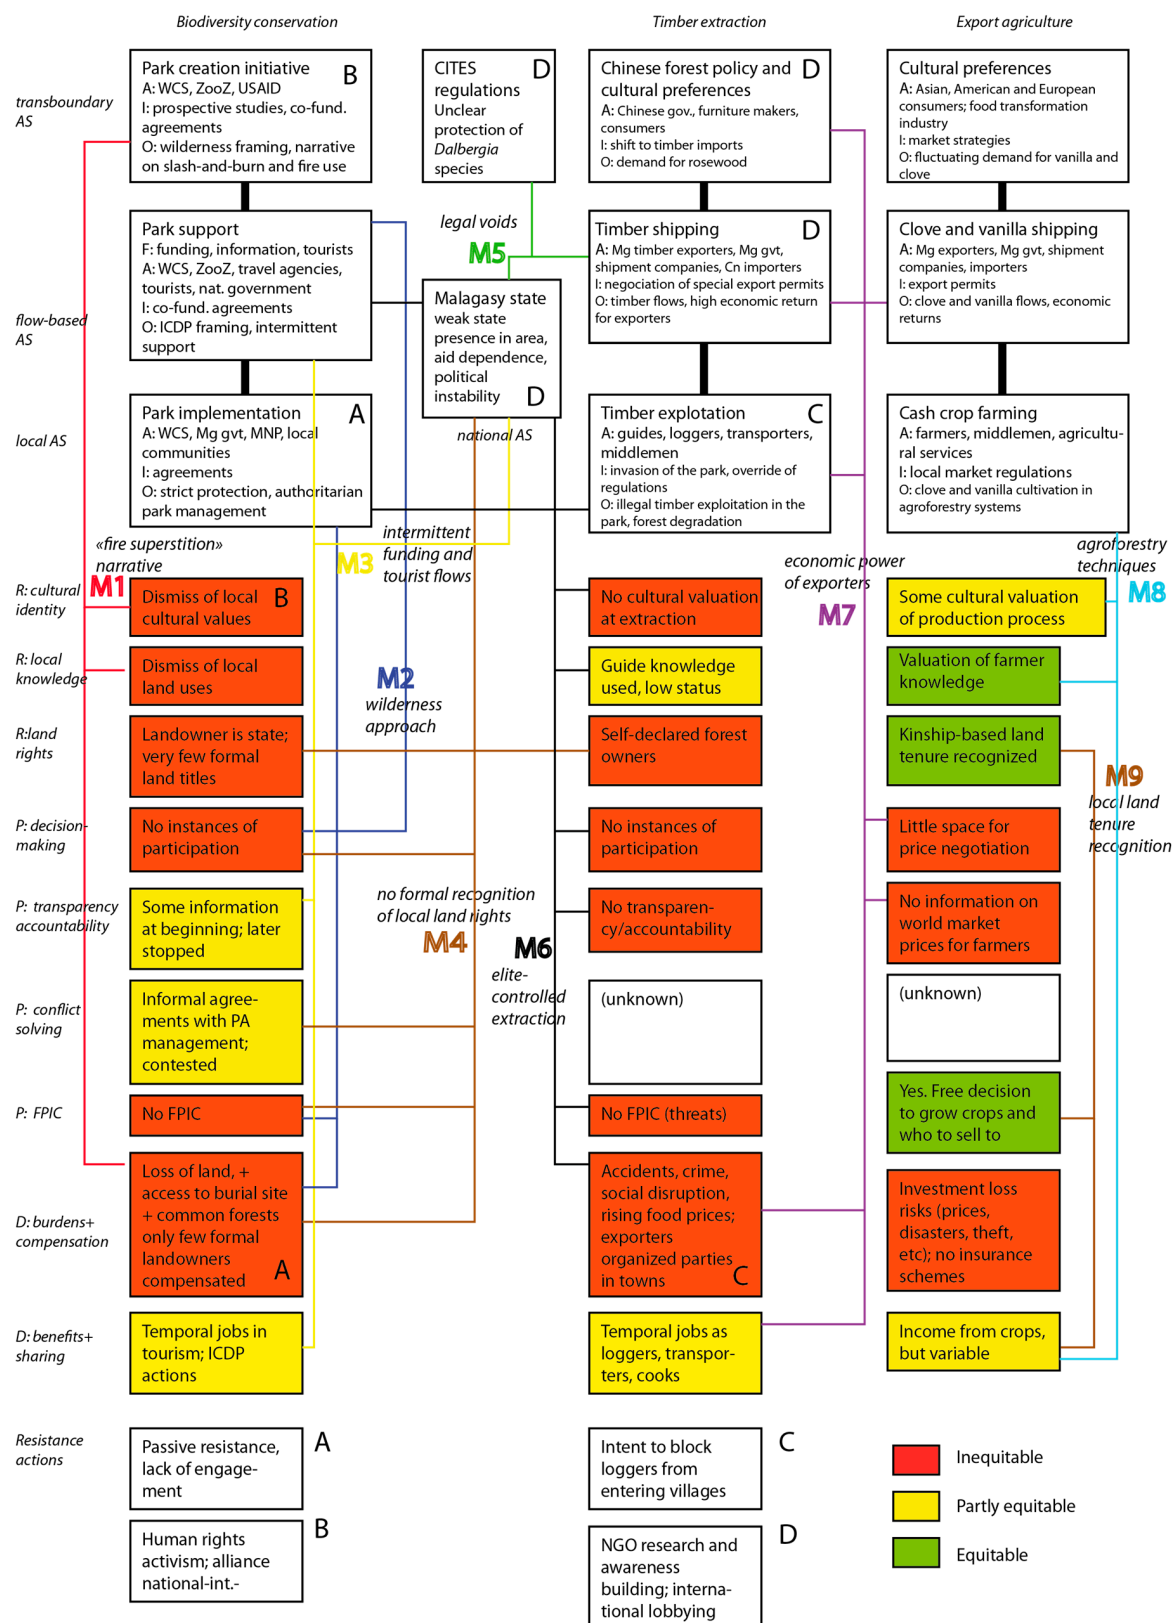 Biodiversity conservation
Timber extraction
Export agriculture
transboundary
AS
Park creation initiative
B
A: WCS, ZooZ, USAID
I: prospective studies, co-fund.
agreements
O: wilderness framing, narrative
on slash-and-burn and fire use
CITES
D
regulations
Unclear
protection of
Dalbergia
species
Chinese forest policy and
D
cultural preferences
A: Chinese gov., furniture makers,
consumers
I: shift to timber imports
O: demand for rosewood
Cultural preferences
A: Asian, American and European
consumers; food transformation
industry
I: market strategies
O: fluctuating demand for vanilla and
clove
flow-based
AS
Park support
F: funding, information, tourists
A: WCS, ZooZ, travel agencies,
tourists, nat. government
I: co-fund. agreements
O: ICDP framing, intermittent
support
legal voids
M5
Malagasy state
weak state
presence in area,
aid dependence,
political
instability
D
national AS
Timber shipping
D
A: Mg timber exporters, Mg gvt,
shipment companies, Cn importers
I: negociation of special export permits
O: timber flows, high economic return
for exporters
Clove and vanilla shipping
A: Mg exporters, Mg gvt, shipment
companies, importers
I: export permits
O: clove and vanilla flows, economic
returns
local AS
Park implementation
A
A: WCS, Mg gvt, MNP, local
communities
I: agreements
O: strict protection, authoritarian
park management
Timber explotation
C
A: guides, loggers, transporters,
middlemen
I: invasion of the park, override of
regulations
O: illegal timber exploitation in the
park, forest degradation
Cash crop farming
A: farmers, middlemen, agricultu-
ral services
I: local market regulations
O: clove and vanilla cultivation in
agroforestry systems
«fire superstition»
narrative
M1
intermittent
funding and
tourist flows
M3
economic power
of exporters
M7
agroforestry
techniques
M8
R: cultural
identity
Dismiss of local
cultural values
B
No cultural valuation
at extraction
Some cultural valuation
of production process
R: local
knowledge
Dismiss of local
land uses
M2
wilderness
approach
Guide knowledge
used, low status
Valuation of farmer
knowledge
R:land
rights
Landowner is state;
very few formal
land titles
Self-declared forest
owners
Kinship-based land
tenure recognized
M9
local land
tenure
recognition
P: decision-
making
No instances of
participation
No instances of
participation
Little space for
price negotiation
P: transparency
accountability
Some information
at beginning; later
stopped
no formal recognition
of local land rights
M4
M6
elite-
controlled
extraction
No transparen-
cy/accountability
No information on
world market
prices for farmers
P: conflict
solving
Informal agree-
ments with PA
management;
contested
(unknown)
(unknown)
P: FPIC
No FPIC
No FPIC (threats)
Yes. Free decision
to grow crops and
who to sell to
D: burdens+
compensation
Loss of land, +
access to burial site
+ common forests
only few formal
landowners
compensated
A
Accidents, crime,
social disruption,
rising food prices;
exporters
organized parties
in towns
C
Investment loss
risks (prices,
disasters, theft,
etc); no insurance
schemes
D: benefits+
sharing
Temporal jobs in
tourism; ICDP
actions
Temporal jobs as
loggers, transpor-
ters, cooks
Income from crops,
but variable
Resistance
actions
Passive resistance,
lack of engage-
ment
A
Intent to block
loggers from
entering villages
C
Human rights
activism; alliance
national-int.-
B
NGO research and
awareness
building; interna-
tional lobbying
D
Inequitable
Partly equitable
Equitable